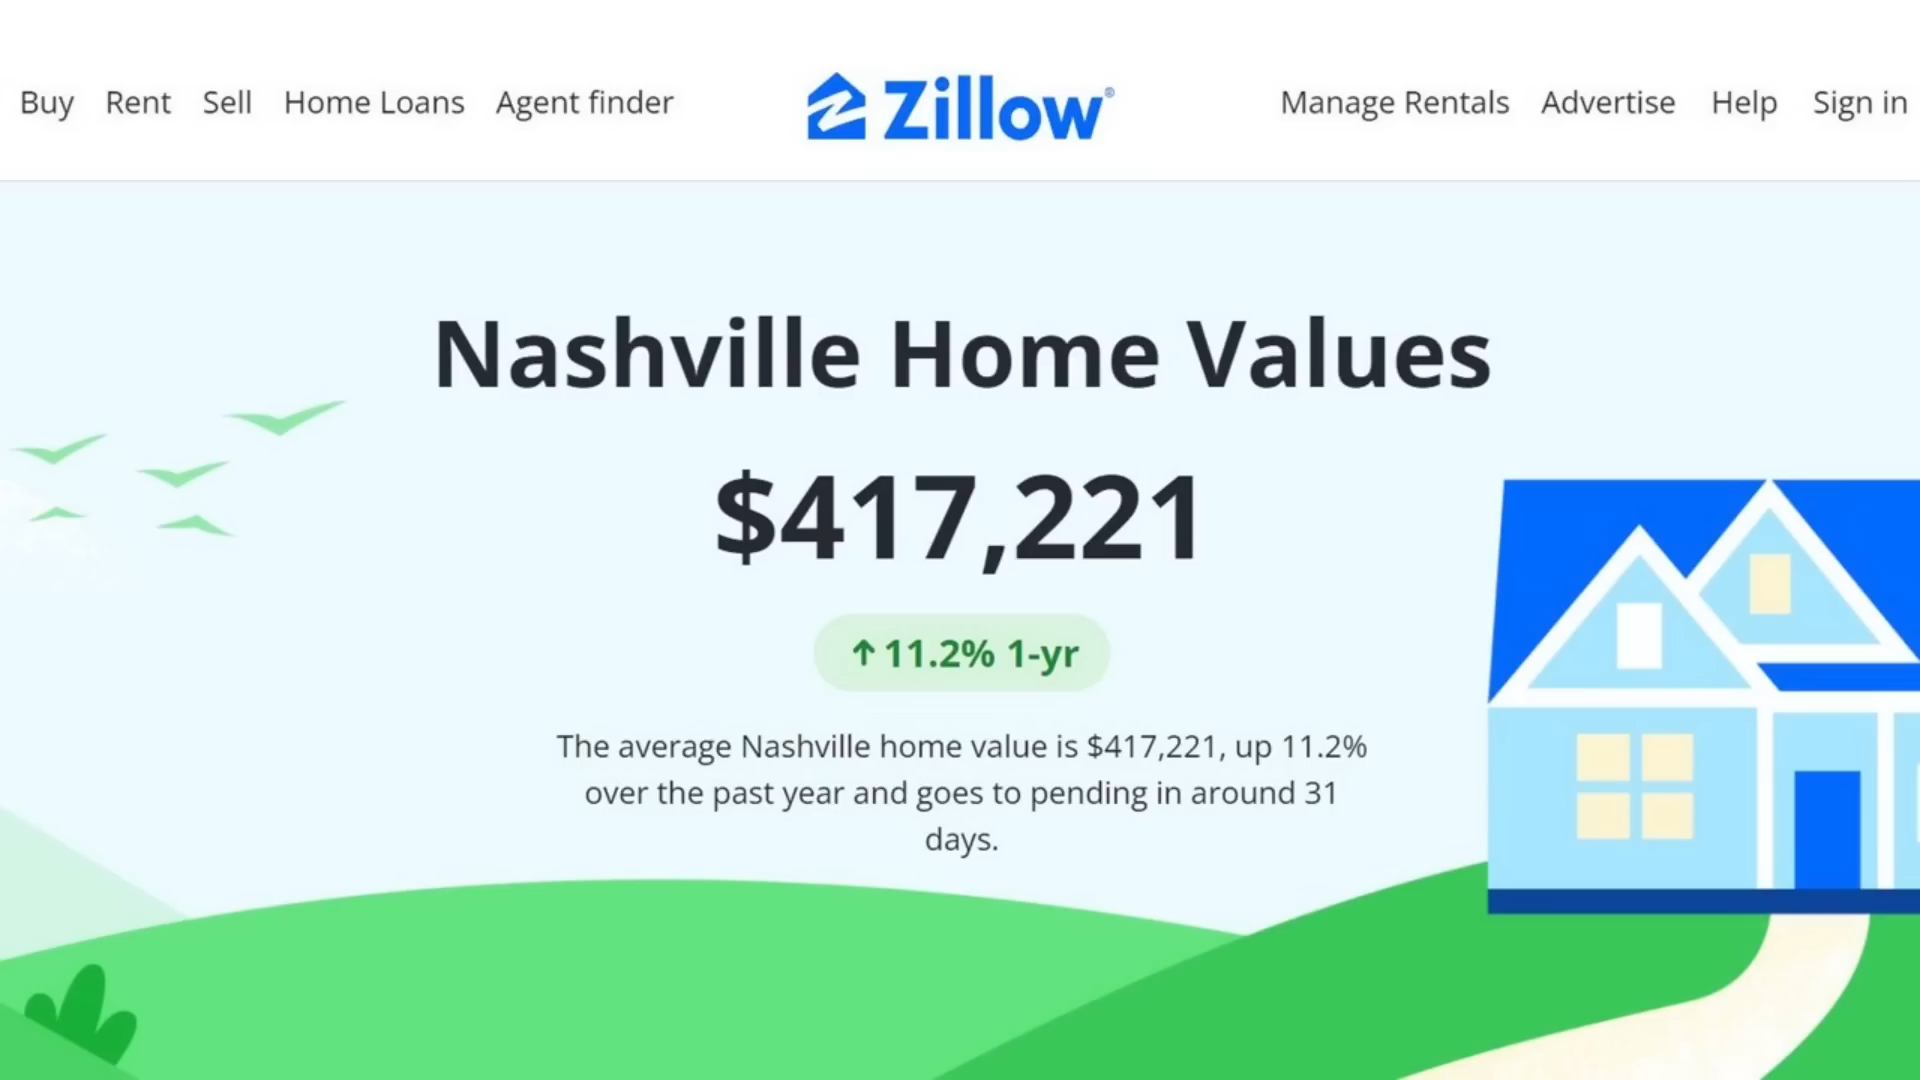 Buy Rent Sell Home Loans Agent finder Zillow® Manage Rentals Advertise Help Sign in
Nashville Home Values
$417,221
↑ 11.2% 1-yr
The average Nashville home value is $417,221, up 11.2%
over the past year and goes to pending in around 31
days.